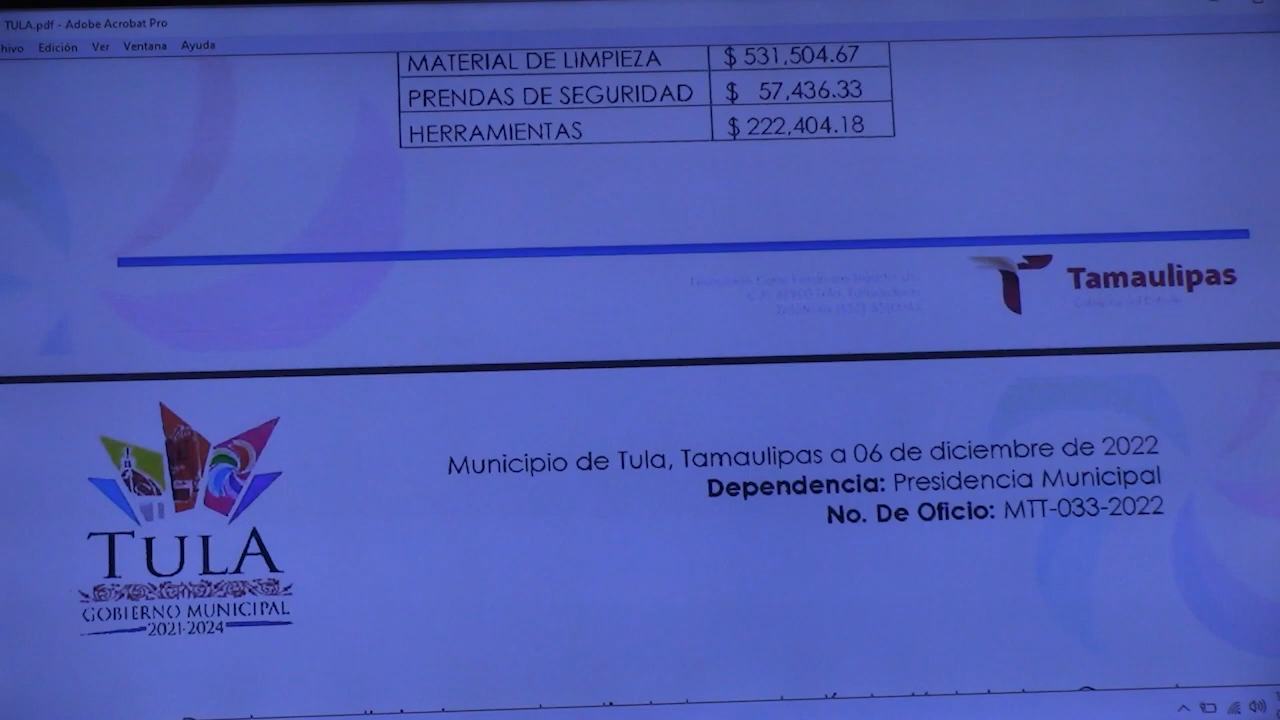 TULA.pdf - Adobe Acrobat Pro
hivo Edición Ver Ventana Ayuda
MATERIAL DE LIMPIEZA $ 531,504.67
PRENDAS DE SEGURIDAD $ 57,436.33
HERRAMIENTAS $ 222,404.18
Tamaulipas
Municipio de Tula, Tamaulipas a 06 de diciembre de 2022
Dependencia: Presidencia Municipal
No. De Oficio: MTT-033-2022
TULA
GOBIERNO MUNICIPAL
2021-2024